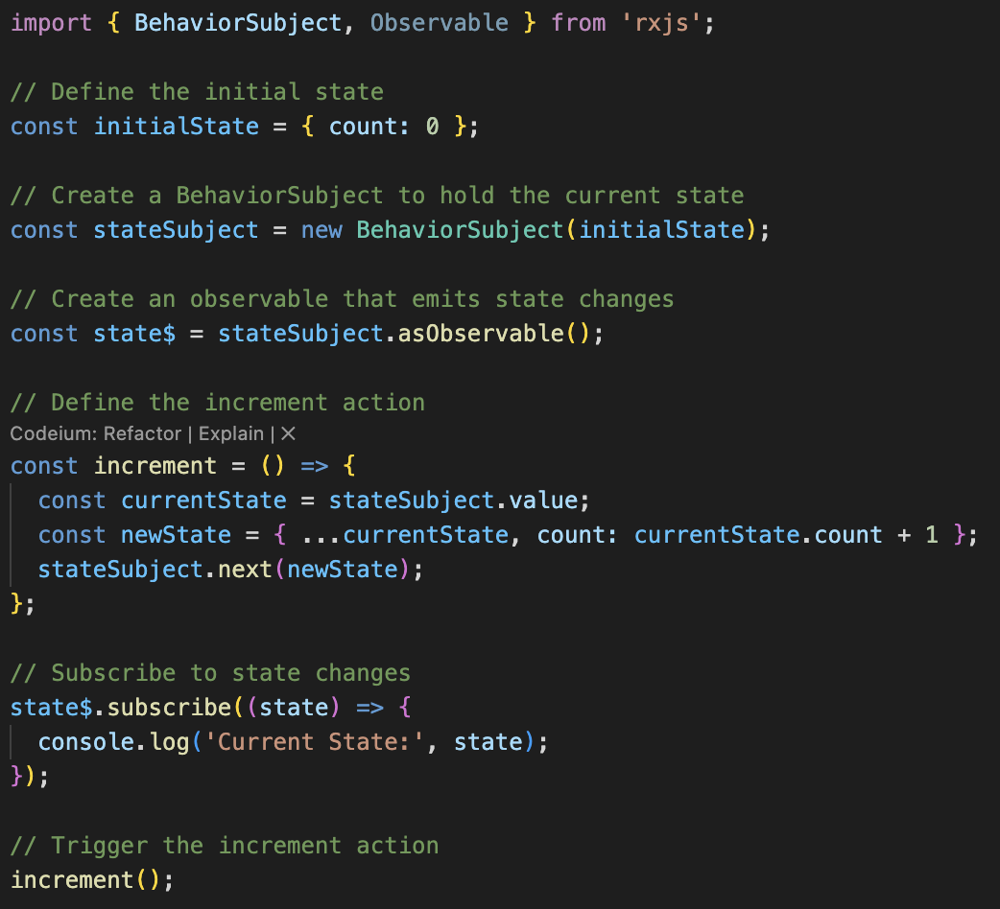 import { BehaviorSubject, Observable } from 'rxjs';
// Define the initial state
const initialState = { count: 0 };
// Create a BehaviorSubject to hold the current state
const stateSubject = new BehaviorSubject(initialState);
// Create an observable that emits state changes
const state$ = stateSubject.asObservable();
// Define the increment action
Codeium: Refactor | Explain | ✕
const increment = () => {
  const currentState = stateSubject.value;
  const newState = { ...currentState, count: currentState.count + 1 };
  stateSubject.next(newState);
};
// Subscribe to state changes
state$.subscribe((state) => {
  console.log('Current State:', state);
});
// Trigger the increment action
increment();